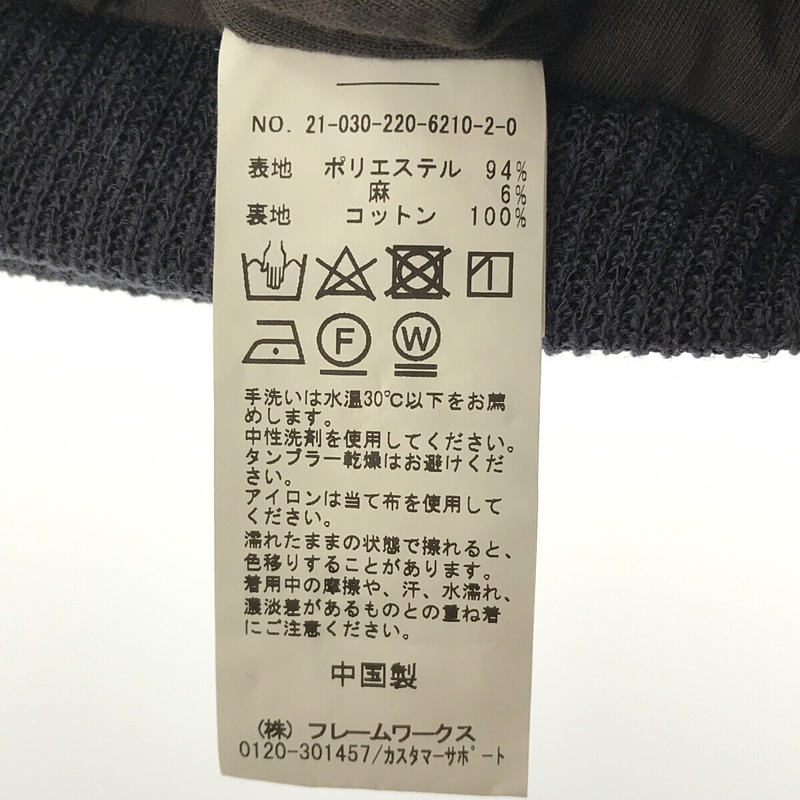 NO. 21-030-220-6210-2-0
表地 ポリエステル 94%
麻 6%
裏地 コットン 100%
F W
手洗いは水温30℃以下をお薦
めします。
中性洗剤を使用してください。
タンブラー乾燥はお避けくだ
さい。
アイロンは当て布を使用して
ください。
濡れたままの状態で擦れると、
色移りすることがあります。
着用中の摩擦や、汗、水濡れ、
濃淡差があるものとの重ね着
にご注意ください。
中国製
(株) フレームワークス
0120-301457/カスタマーサポート